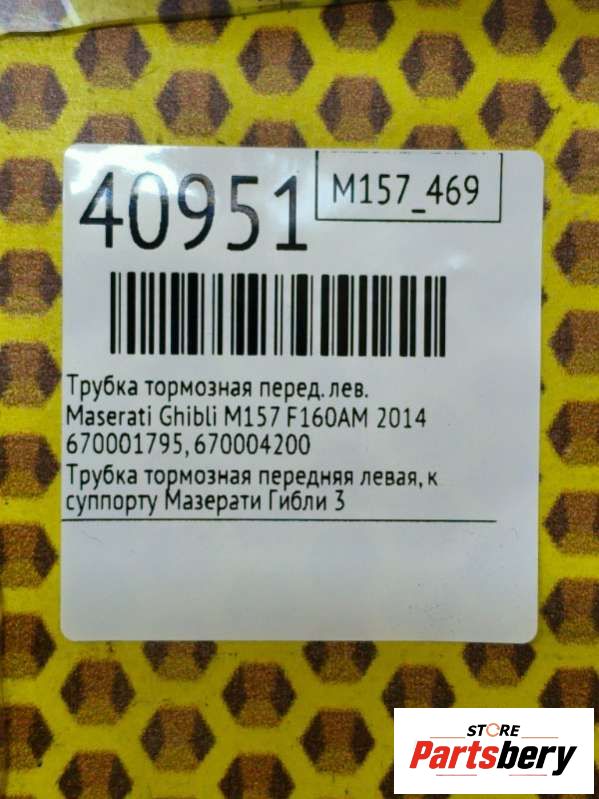 40951
M157_469
Трубка тормозная перед. лев.
Maserati Ghibli M157 F160AM 2014
670001795, 670004200
Трубка тормозная передняя левая, к
суппорту Мазерати Гибли 3
STORE
Partsbery